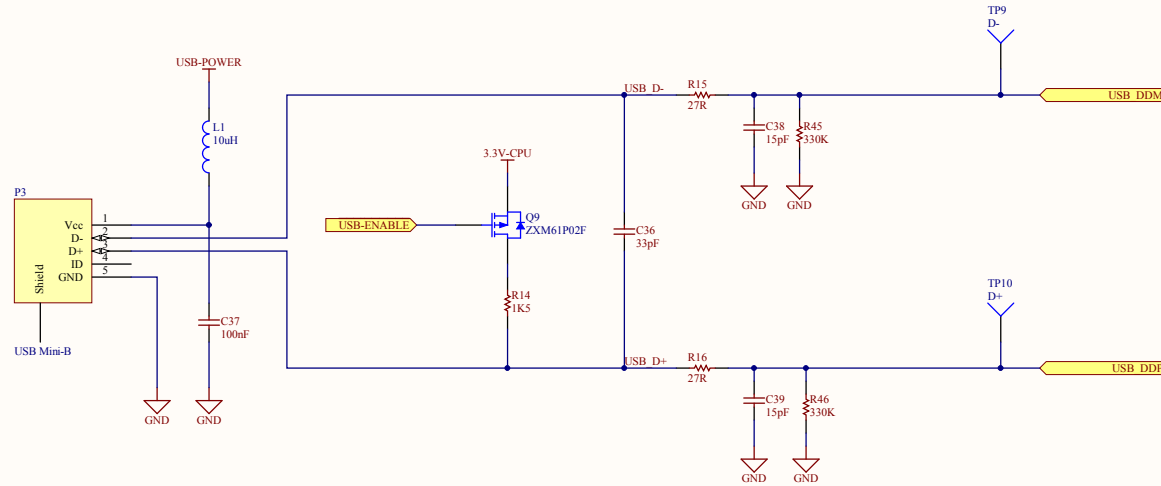 TP9
D-
USB-POWER
USB_D-
R15
27R
USB_DDM
L1
10uH
C38
15pF
R45
330K
3.3V-CPU
GND
GND
P3
Vcc
1
D-
2
D+
3
ID
4
GND
5
Shield
USB Mini-B
USB-ENABLE
Q9
ZXM61P02F
C36
33pF
R14
1K5
TP10
D+
C37
100nF
USB_D+
R16
27R
USB_DDP
C39
15pF
R46
330K
GND
GND
GND
GND